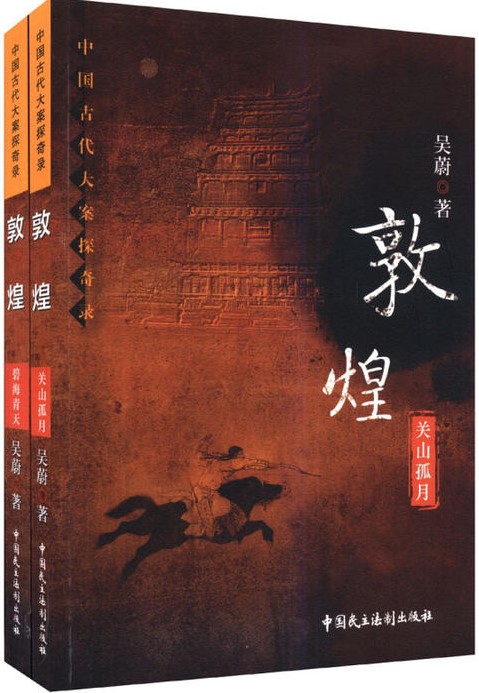 中国古代大案探奇录
敦煌
碧海青天
吴蔚 著
中国民主法制出版社
中国古代大案探奇录
敦煌
关山孤月
吴蔚 著
中国民主法制出版社
中国古代大案探奇录
吴蔚 著
敦煌
关山孤月
中国民主法制出版社